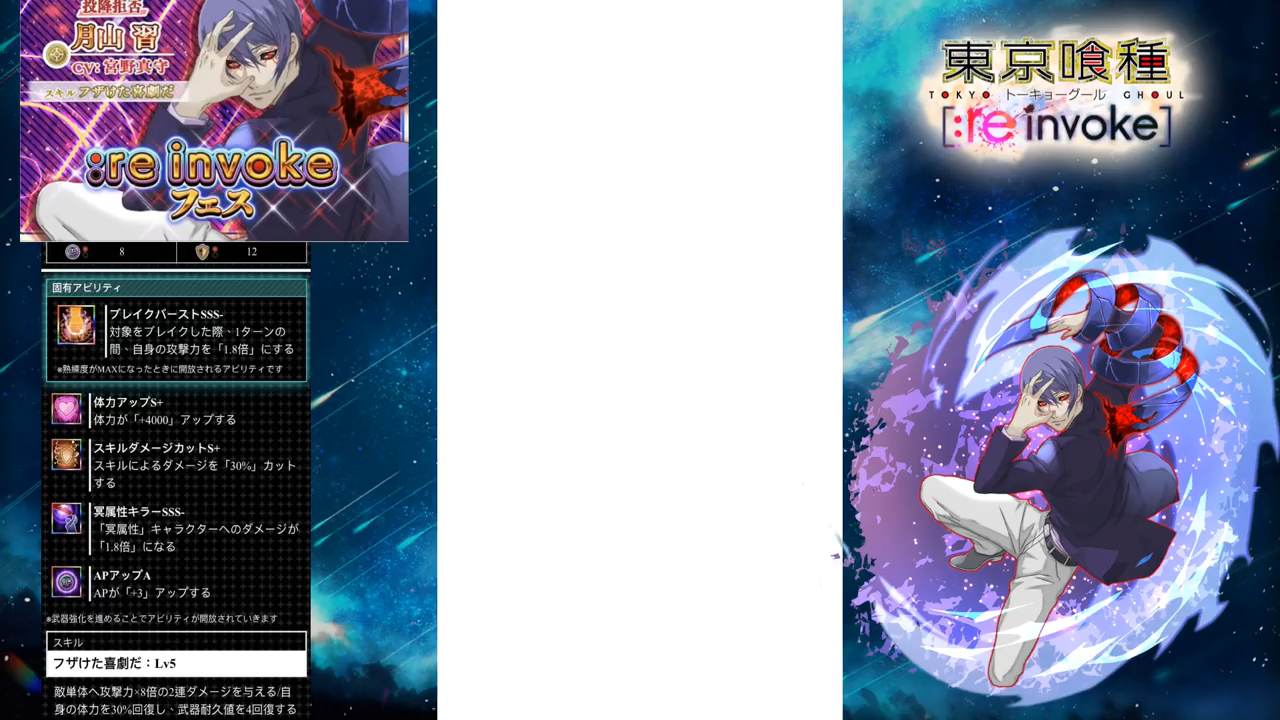 投降拒否
月山 習
CV: 宮野真守
スキル フザけた喜劇だ
:re invoke
フェス
8
12
固有アビリティ
ブレイクバーストSSS-
対象をブレイクした際、1ターンの
間、自身の攻撃力を「1.8倍」にする
※熟練度がMAXになったときに開放されるアビリティです
体力アップS+
体力が「+4000」アップする
スキルダメージカットS+
スキルによるダメージを「30%」カット
する
冥属性キラーSSS-
「冥属性」キャラクターへのダメージが
「1.8倍」になる
APアップA
APが「+3」アップする
※武器強化を進めることでアビリティが開放されていきます
スキル
フザけた喜劇だ：Lv5
敵単体へ攻撃力×8倍の2連ダメージを与える/自
身の体力を30%回復し、武器耐久値を4回復する
東京喰種
TOKYO トーキョーグール GHOUL
[:re invoke]